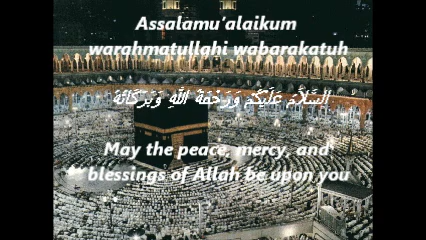 Assalamu'alaikum
warahmatullahi wabarakatuh
السَّلَامُ عَلَيْكُمْ وَرَحْمَةُ اللهِ وَبَرَكَاتُهُ
May the peace, mercy, and
blessings of Allah be upon you